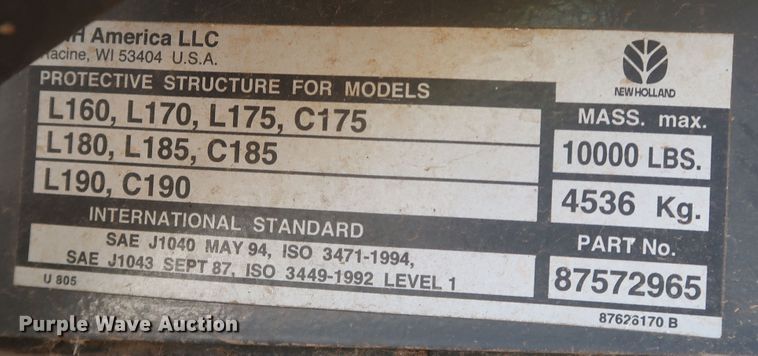 America LLC
Racine, WI 53404 U.S.A.
NEW HOLLAND
PROTECTIVE STRUCTURE FOR MODELS
L160, L170, L175, C175
L180, L185, C185
L190, C190
MASS. max.
10000 LBS.
4536 Kg.
INTERNATIONAL STANDARD
SAE J1040 MAY 94, ISO 3471-1994,
SAE J1043 SEPT 87, ISO 3449-1992 LEVEL 1
PART No.
87572965
U 805
87628170 B
Purple Wave Auction